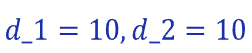 d_1 = 10, d_2 = 10